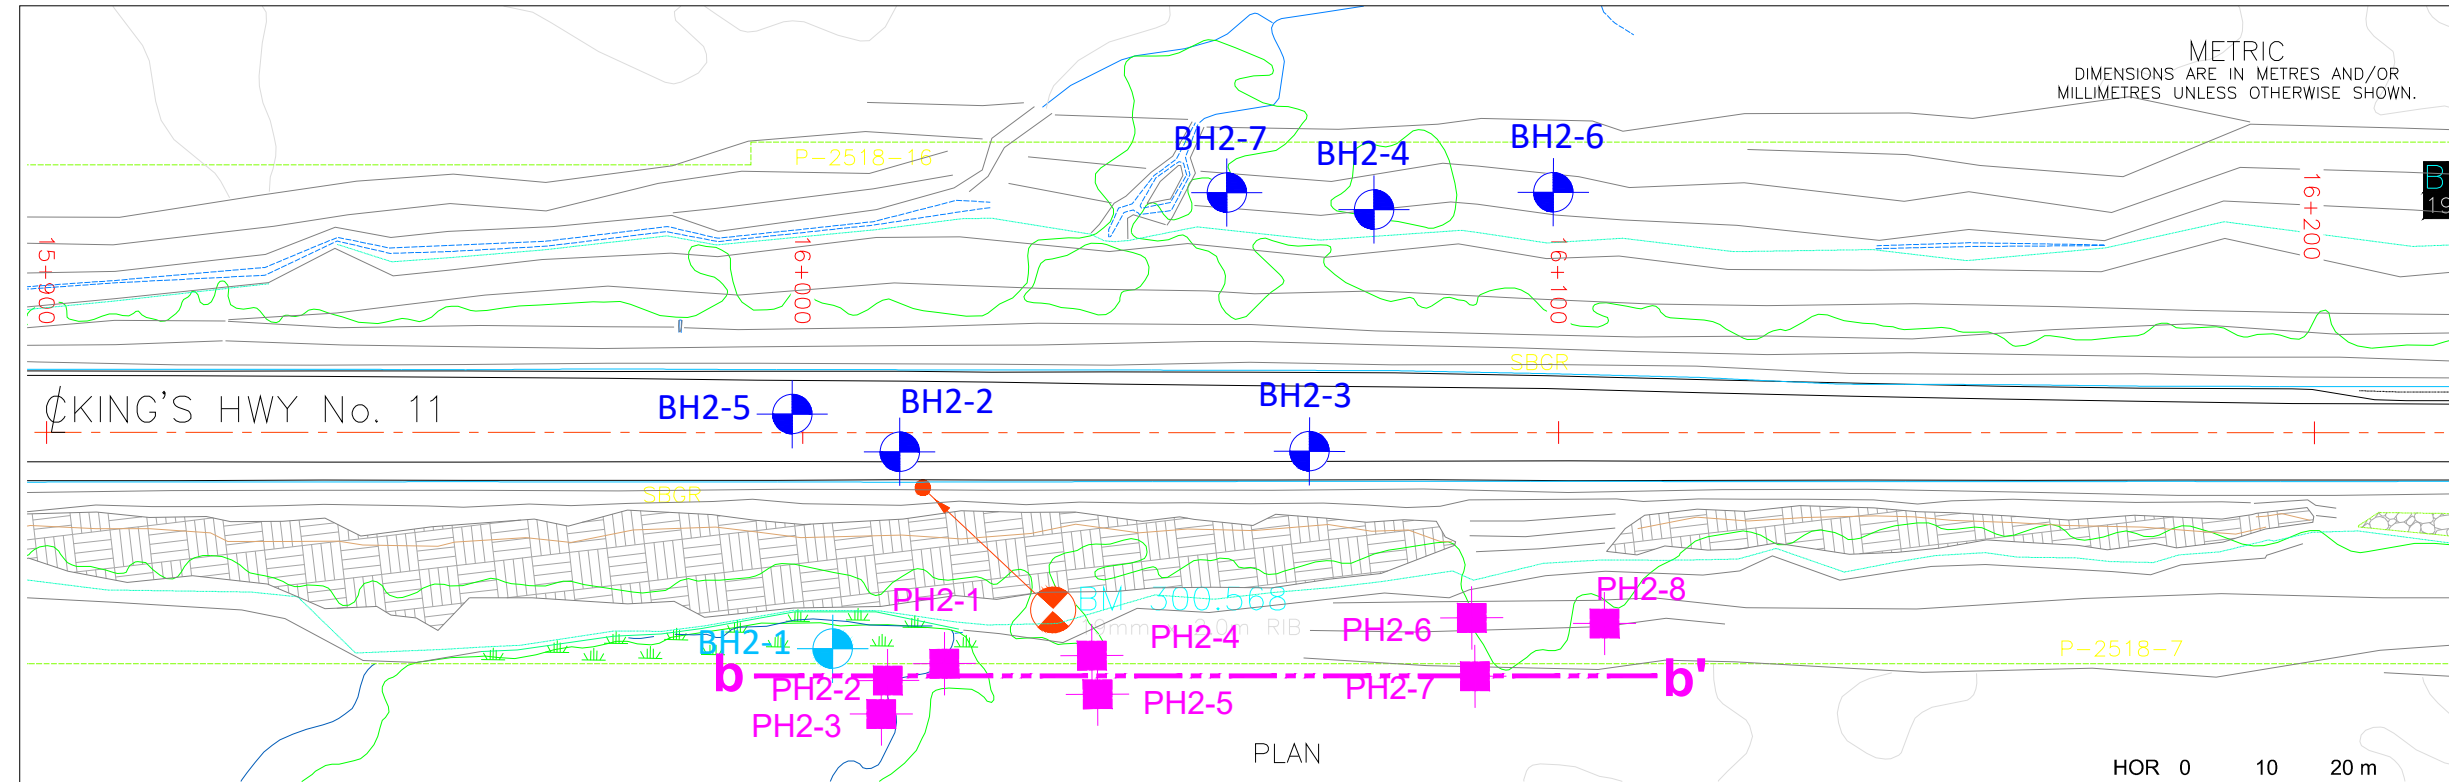 METRIC
DIMENSIONS ARE IN METRES AND/OR
MILLIMETRES UNLESS OTHERWISE SHOWN.
BH2-7
BH2-4
BH2-6
P-2518-16
B
19
15+900
16+000
16+100
16+200
SBGR
℄KING'S HWY No. 11
BH2-5
BH2-2
BH2-3
SBGR
PH2-1
BM 300.568
RIB
PH2-8
BH2-1
PH2-4
PH2-6
P-2518-7
b
PH2-2
PH2-7
b'
PH2-3
PH2-5
PLAN
HOR 0 10 20 m